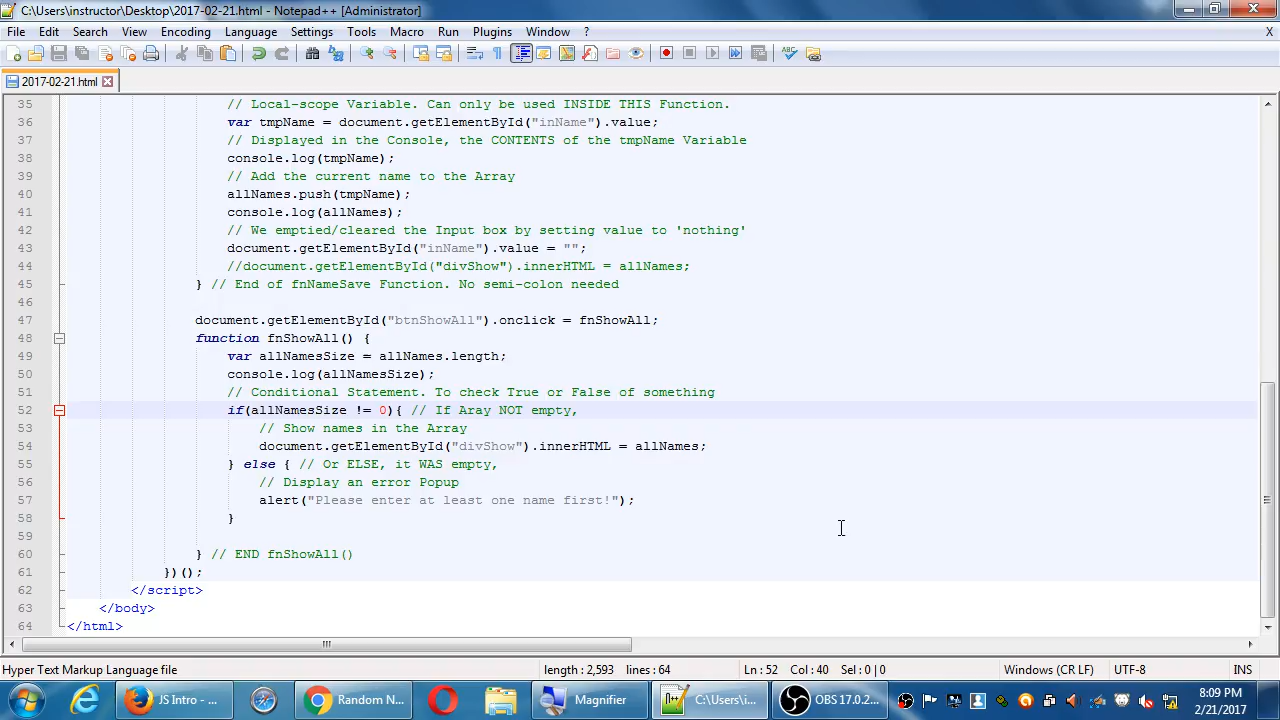 C:\Users\instructor\Desktop\2017-02-21.html - Notepad++ [Administrator]
File Edit Search View Encoding Language Settings Tools Macro Run Plugins Window ? X
2017-02-21.html
35 // Local-scope Variable. Can only be used INSIDE THIS Function.
36 var tmpName = document.getElementById("inName").value;
37 // Displayed in the Console, the CONTENTS of the tmpName Variable
38 console.log(tmpName);
39 // Add the current name to the Array
40 allNames.push(tmpName);
41 console.log(allNames);
42 // We emptied/cleared the Input box by setting value to 'nothing'
43 document.getElementById("inName").value = "";
44 //document.getElementById("divShow").innerHTML = allNames;
45 } // End of fnNameSave Function. No semi-colon needed
46
47 document.getElementById("btnShowAll").onclick = fnShowAll;
48 function fnShowAll() {
49 var allNamesSize = allNames.length;
50 console.log(allNamesSize);
51 // Conditional Statement. To check True or False of something
52 if(allNamesSize != 0){ // If Aray NOT empty,
53 // Show names in the Array
54 document.getElementById("divShow").innerHTML = allNames;
55 } else { // Or ELSE, it WAS empty,
56 // Display an error Popup
57 alert("Please enter at least one name first!");
58 }
59
60 } // END fnShowAll()
61 })();
62 </script>
63 </body>
64 </html>
Hyper Text Markup Language file length : 2,593 lines : 64 Ln : 52 Col : 40 Sel : 0 | 0 Windows (CR LF) UTF-8 INS
JS Intro - ... Random N... Magnifier C:\Users\i... OBS 17.0.2... 8:09 PM
2/21/2017